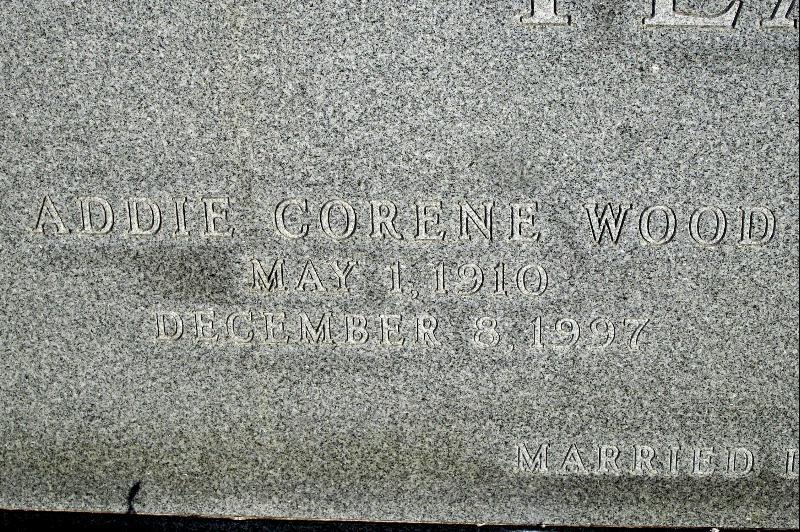 ADDIE CORENE WOOD
MAY 1, 1910
DECEMBER 8, 1997
MARRIED